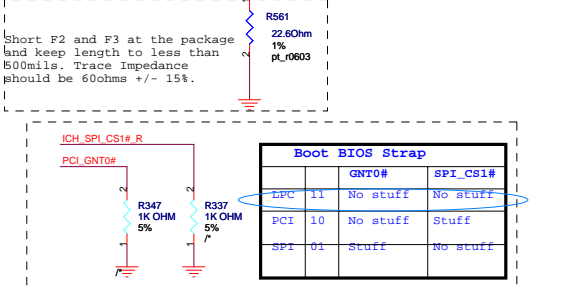 R561
22.6Ohm
1%
pt_r0603
2
Short F2 and F3 at the package
and keep length to less than
500mils. Trace Impedance
should be 60ohms +/- 15%.
ICH_SPI_CS1#_R
PCI_GNT0#
2
2
R347
1K OHM
5%
R337
1K OHM
5%
/*
1
1
/*
Boot BIOS Strap
GNT0# SPI_CS1#
LPC 11 No stuff No stuff
PCI 10 No stuff Stuff
SPI 01 Stuff No stuff